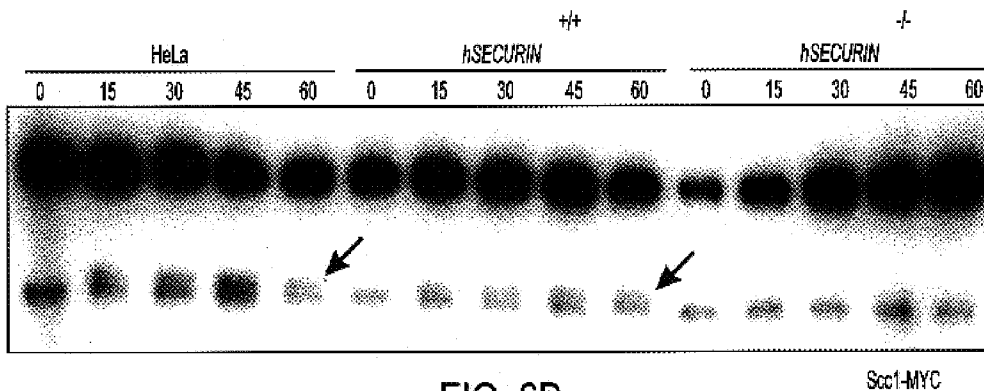 +/+ -/-
HeLa hSECURIN hSECURIN
0 15 30 45 60 0 15 30 45 60 0 15 30 45 60
Scc1-MYC